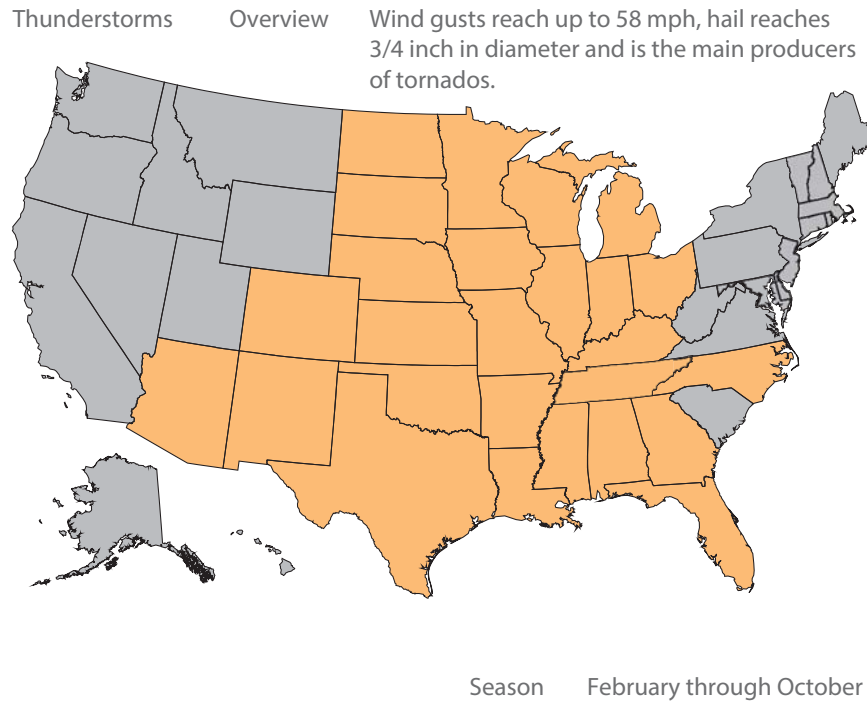 Thunderstorms Overview Wind gusts reach up to 58 mph, hail reaches
3/4 inch in diameter and is the main producers
of tornados.
Season February through October